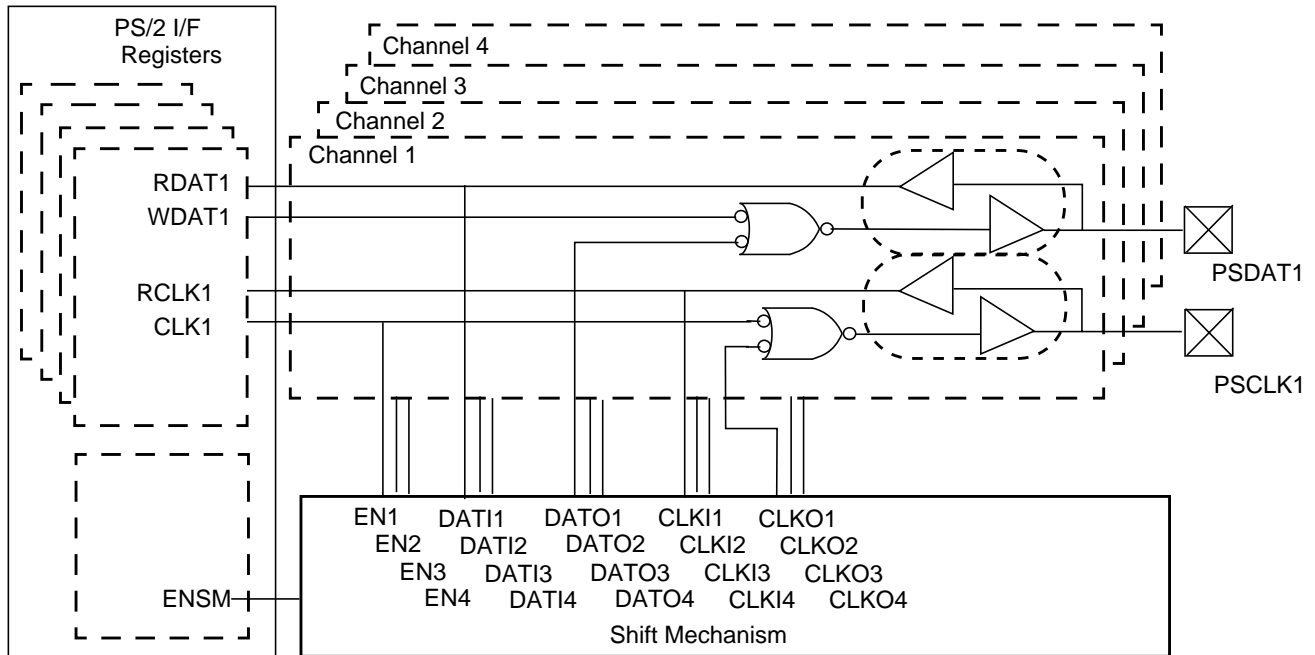 PS/2 I/F
Registers
Channel 4
Channel 3
Channel 2
Channel 1
RDAT1
WDAT1
RCLK1
CLK1
PSDAT1
PSCLK1
EN1 DATI1 DATO1 CLKI1 CLKO1
EN2 DATI2 DATO2 CLKI2 CLKO2
EN3 DATI3 DATO3 CLKI3 CLKO3
EN4 DATI4 DATO4 CLKI4 CLKO4
ENSM
Shift Mechanism